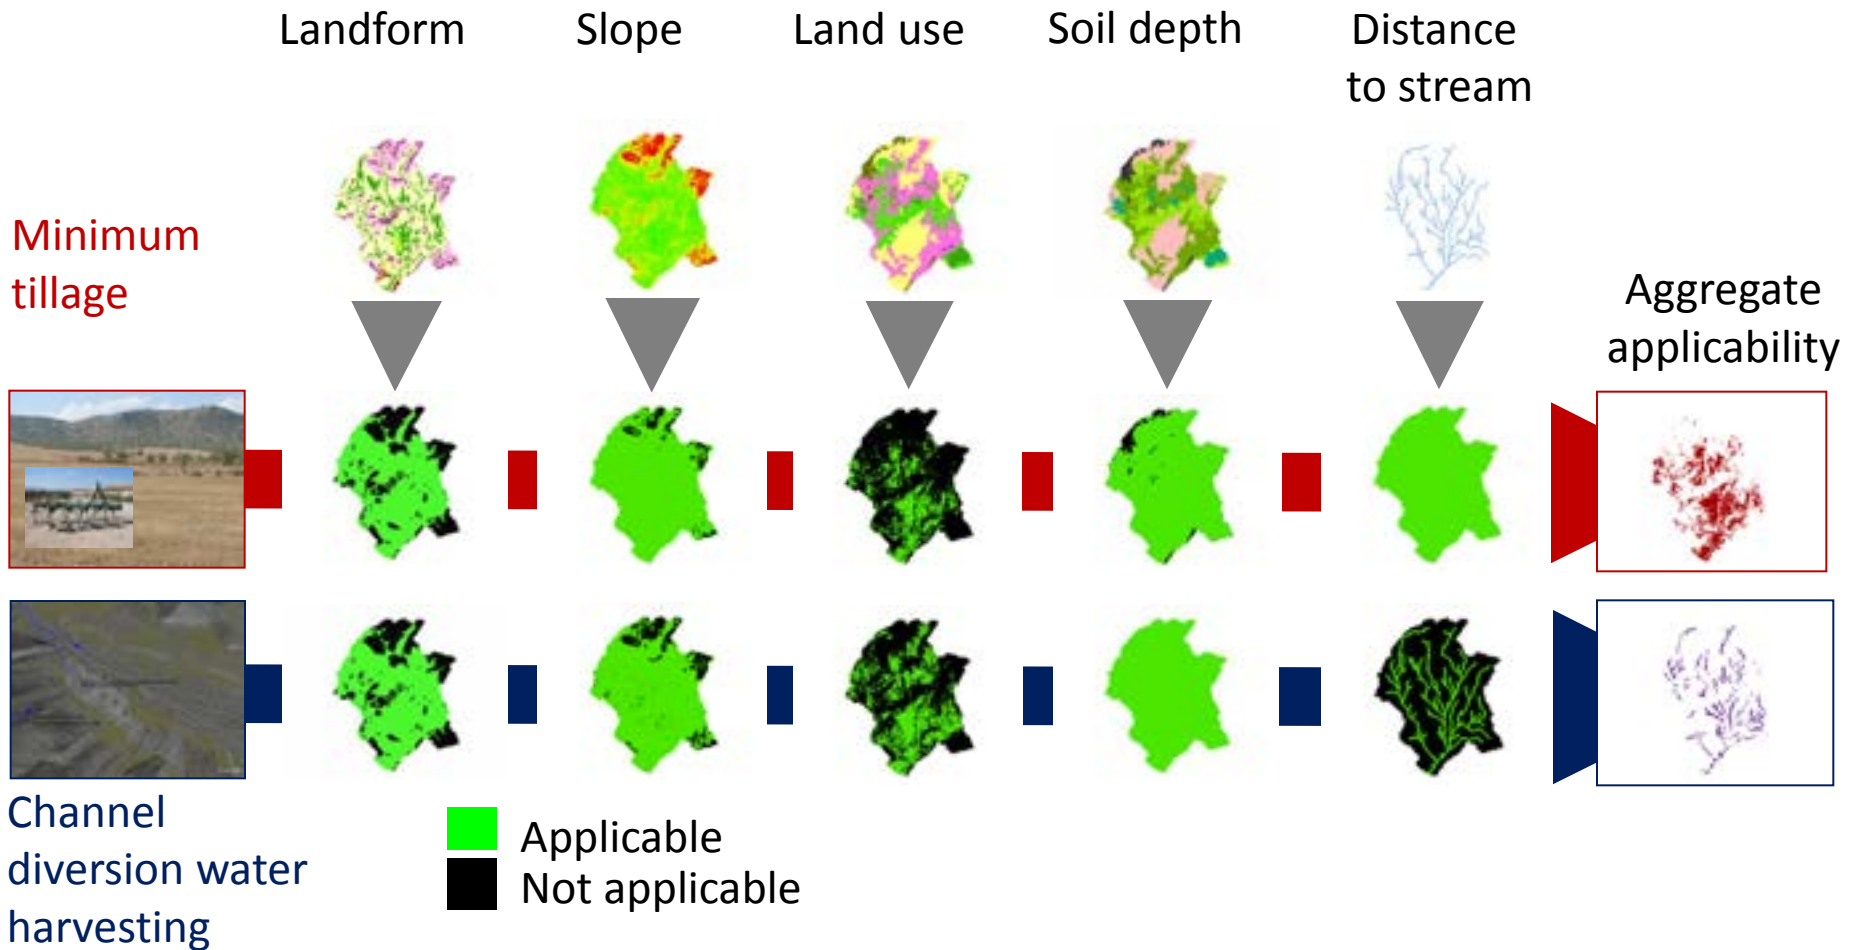 Landform
Slope
Land use
Soil depth
Distance
to stream
Minimum
tillage
Aggregate
applicability
Channel
diversion water
harvesting
Applicable
Not applicable